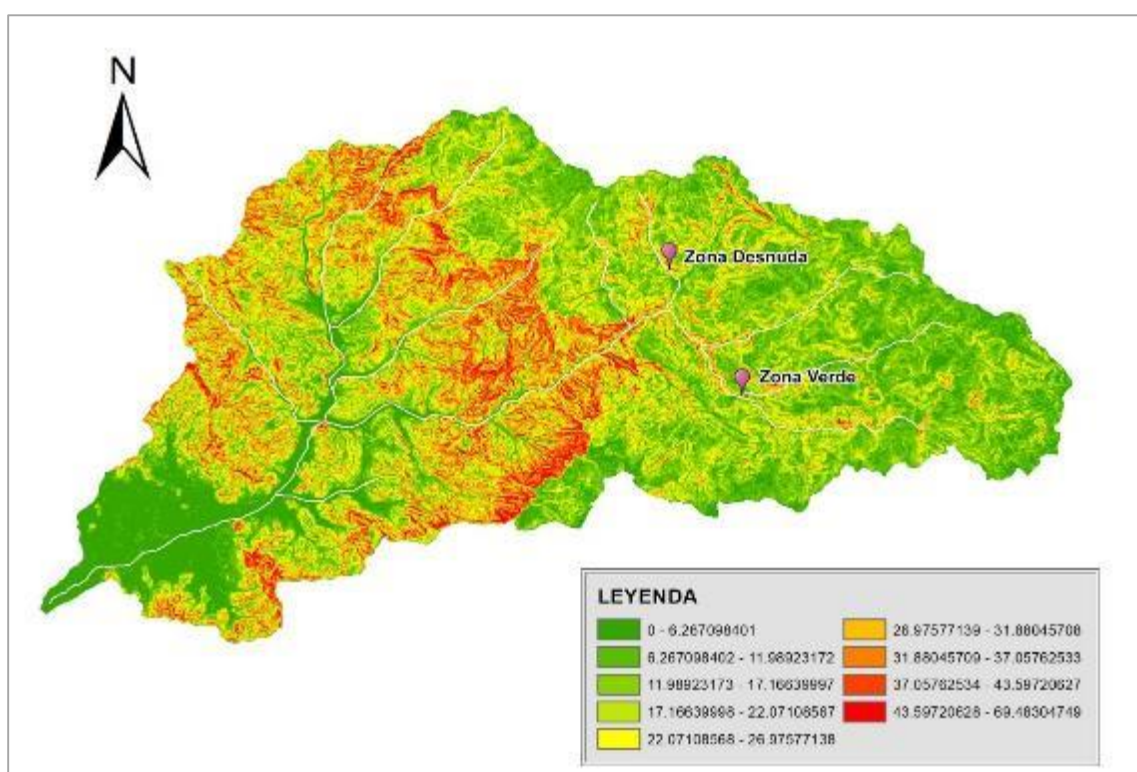 N
Zona Desnuda
Zona Verde
LEYENDA
0 - 6.267098401
6.267098402 - 11.98923172
11.98923173 - 17.16639997
17.16639998 - 22.07108567
22.07108568 - 26.97577138
26.97577139 - 31.88045708
31.88045709 - 37.05762533
37.05762534 - 43.59720627
43.59720628 - 69.48304749